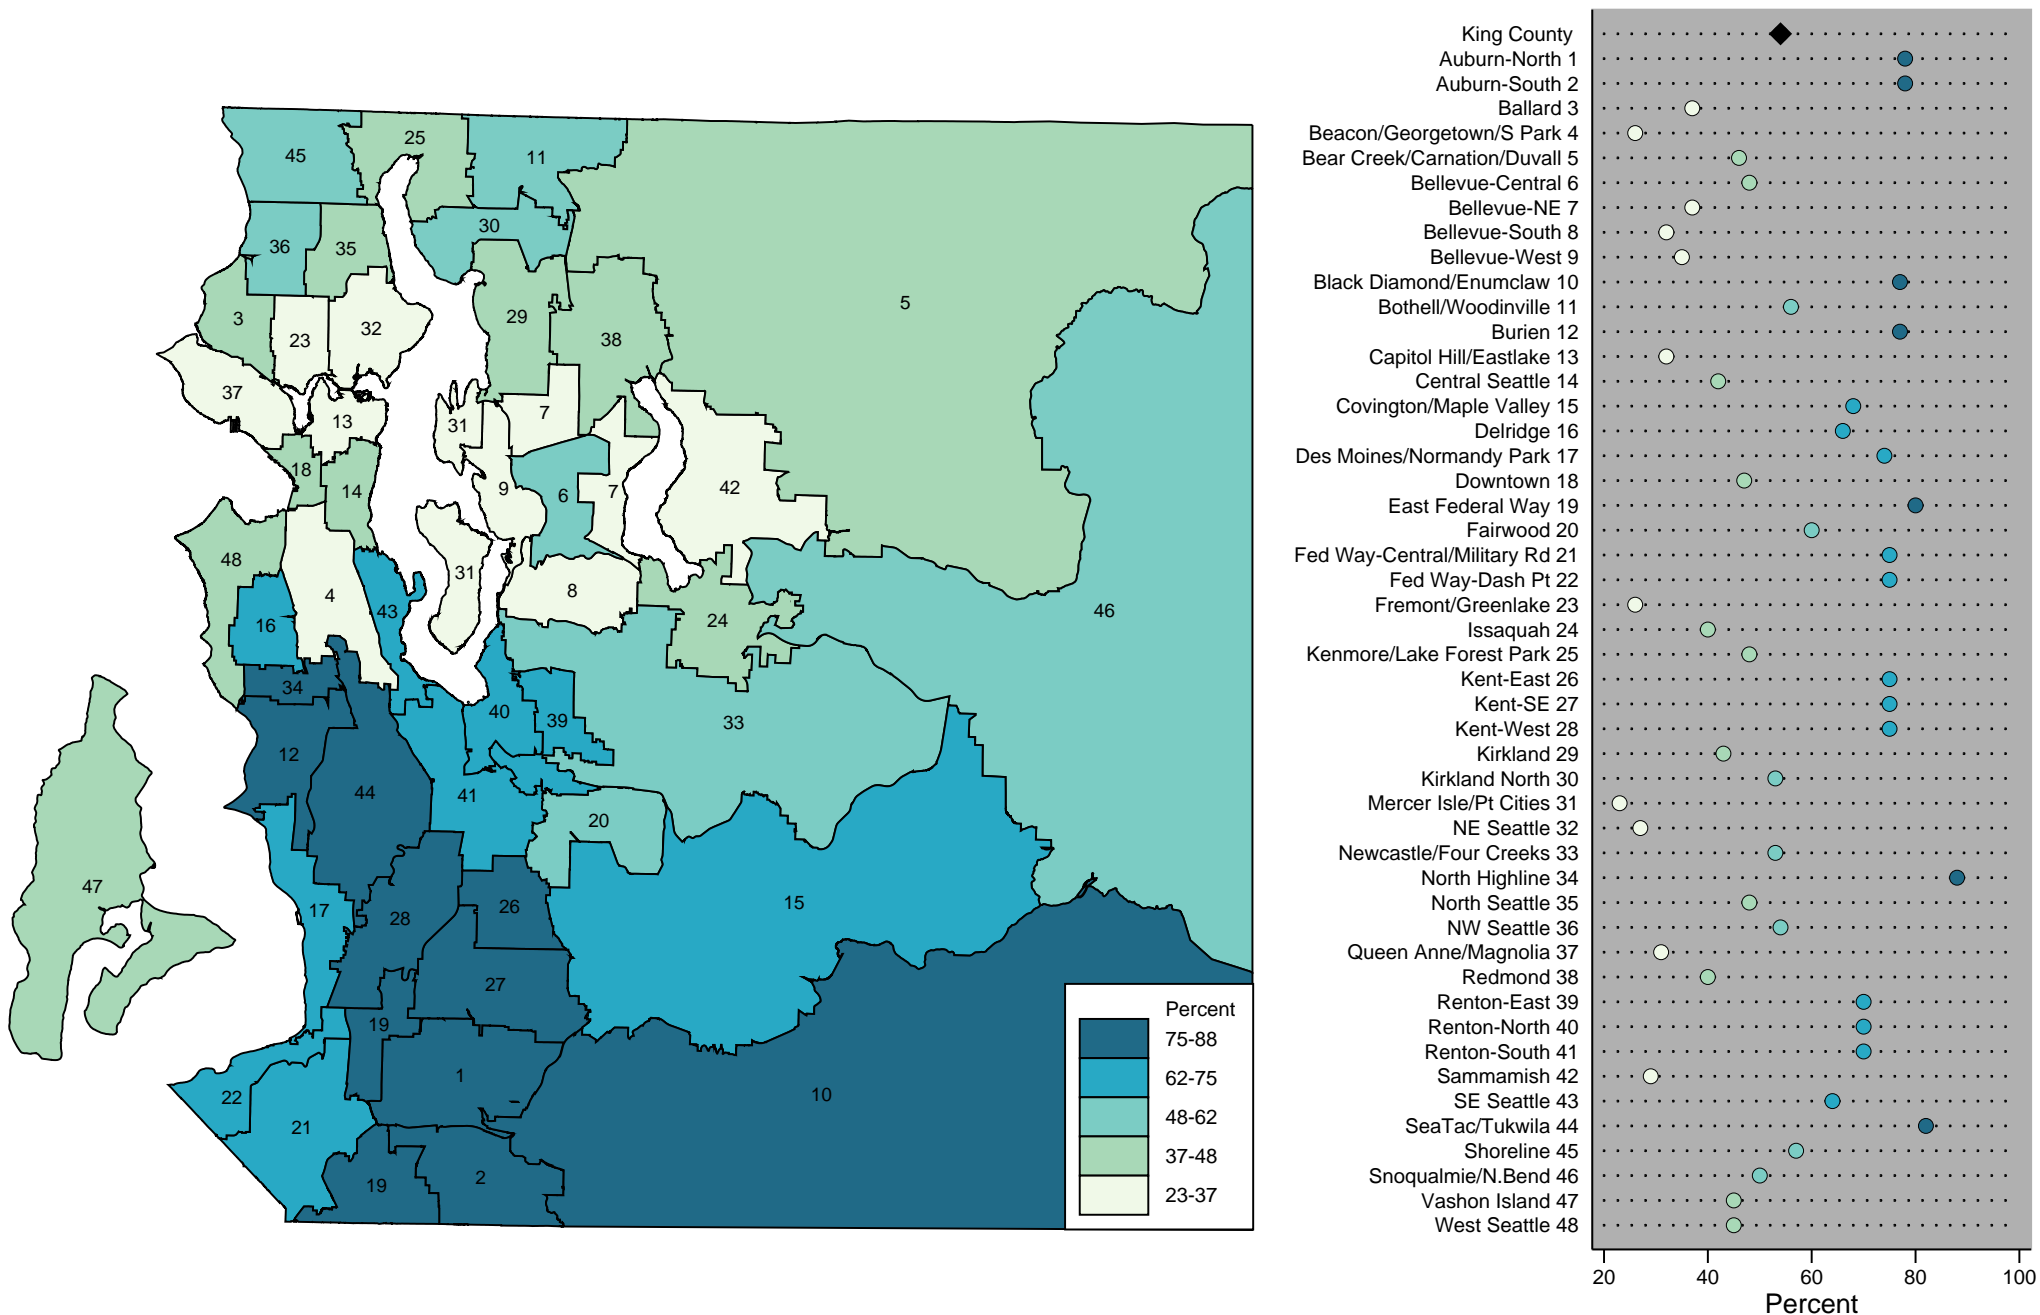 45
25
11
36
35
30
3
23
32
29
38
5
37
13
31
7
18
14
9
6
7
42
48
16
4
43
31
8
24
46
34
12
44
40
39
33
41
20
47
17
28
26
15
27
19
1
10
22
21
19
2
Percent
75-88
62-75
48-62
37-48
23-37
King County
Auburn-North 1
Auburn-South 2
Ballard 3
Beacon/Georgetown/S Park 4
Bear Creek/Carnation/Duvall 5
Bellevue-Central 6
Bellevue-NE 7
Bellevue-South 8
Bellevue-West 9
Black Diamond/Enumclaw 10
Bothell/Woodinville 11
Burien 12
Capitol Hill/Eastlake 13
Central Seattle 14
Covington/Maple Valley 15
Delridge 16
Des Moines/Normandy Park 17
Downtown 18
East Federal Way 19
Fairwood 20
Fed Way-Central/Military Rd 21
Fed Way-Dash Pt 22
Fremont/Greenlake 23
Issaquah 24
Kenmore/Lake Forest Park 25
Kent-East 26
Kent-SE 27
Kent-West 28
Kirkland 29
Kirkland North 30
Mercer Isle/Pt Cities 31
NE Seattle 32
Newcastle/Four Creeks 33
North Highline 34
North Seattle 35
NW Seattle 36
Queen Anne/Magnolia 37
Redmond 38
Renton-East 39
Renton-North 40
Renton-South 41
Sammamish 42
SE Seattle 43
SeaTac/Tukwila 44
Shoreline 45
Snoqualmie/N.Bend 46
Vashon Island 47
West Seattle 48
20 40 60 80 100
Percent